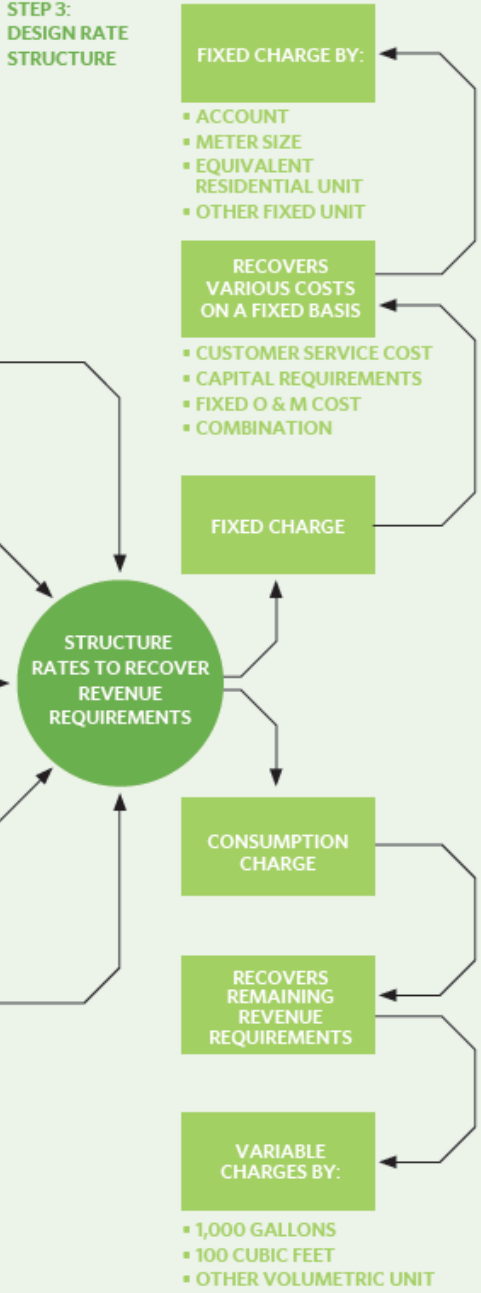 STEP 3:
DESIGN RATE
STRUCTURE
FIXED CHARGE BY:
▪ ACCOUNT
▪ METER SIZE
▪ EQUIVALENT
RESIDENTIAL UNIT
▪ OTHER FIXED UNIT
RECOVERS
VARIOUS COSTS
ON A FIXED BASIS
▪ CUSTOMER SERVICE COST
▪ CAPITAL REQUIREMENTS
▪ FIXED O & M COST
▪ COMBINATION
FIXED CHARGE
STRUCTURE
RATES TO RECOVER
REVENUE
REQUIREMENTS
CONSUMPTION
CHARGE
RECOVERS
REMAINING
REVENUE
REQUIREMENTS
VARIABLE
CHARGES BY:
▪ 1,000 GALLONS
▪ 100 CUBIC FEET
▪ OTHER VOLUMETRIC UNIT